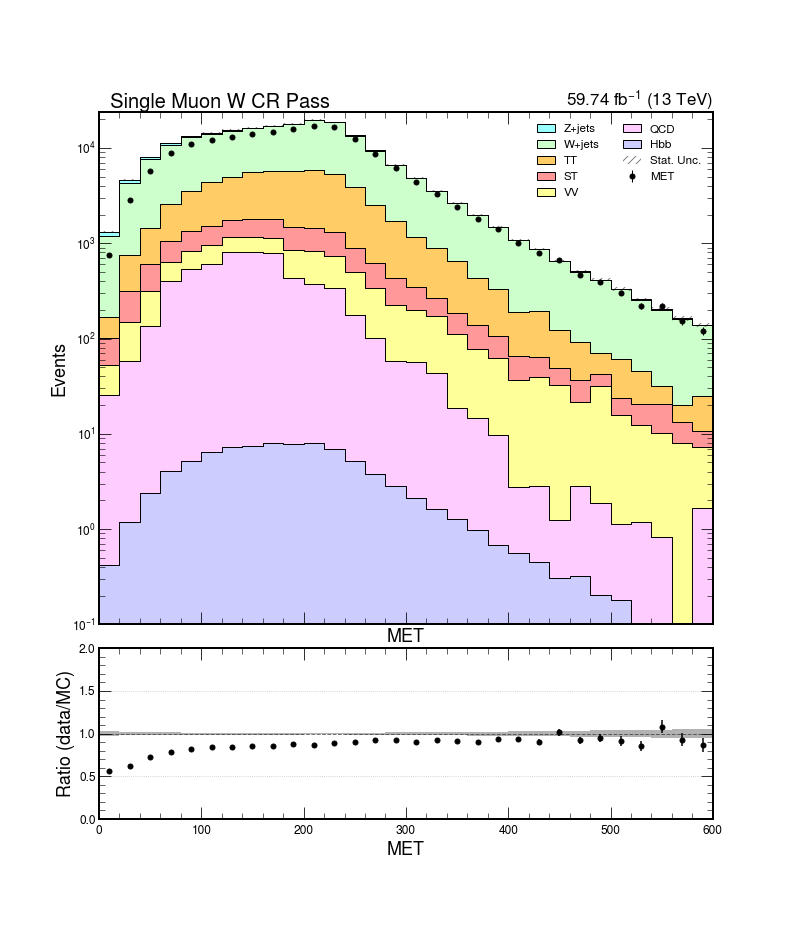 Single Muon W CR Pass 59.74 fb⁻¹ (13 TeV)
Z+jets QCD
W+jets Hbb
TT Stat. Unc.
ST MET
VV
10⁴
10³
10²
10¹
10⁰
10⁻¹
Events
MET
2.0
1.5
1.0
0.5
0.0
Ratio (data/MC)
0 100 200 300 400 500 600
MET